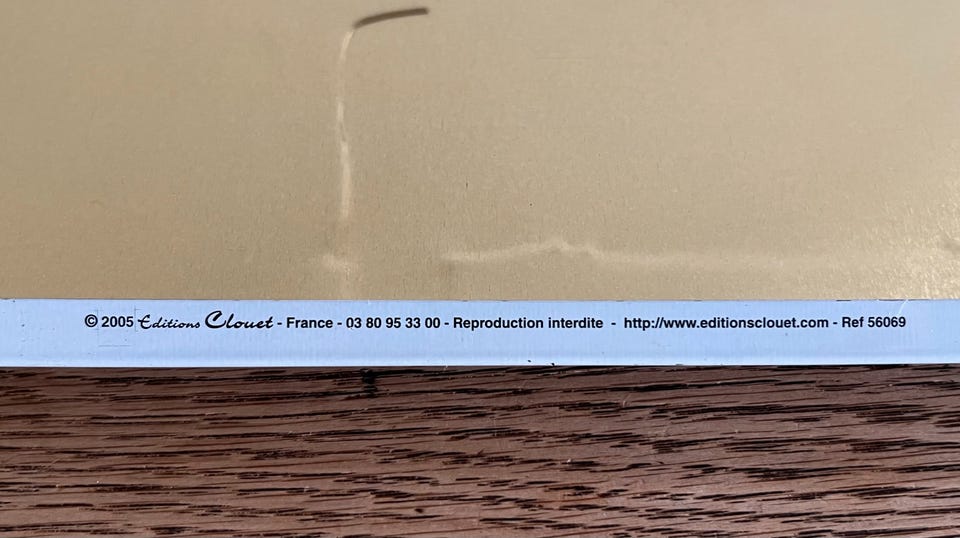 © 2005 Editions Clouet - France - 03 80 95 33 00 - Reproduction interdite - http://www.editionsclouet.com - Ref 56069